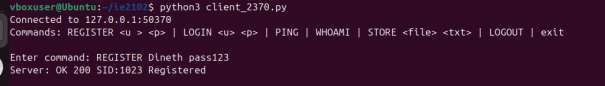 vboxuser@Ubuntu:~/ie2102$ python3 client_2370.py
Connected to 127.0.0.1:50370
Commands: REGISTER <u > <p> | LOGIN <u> <p> | PING | WHOAMI | STORE <file> <txt> | LOGOUT | exit
Enter command: REGISTER Dineth pass123
Server: OK 200 SID:1023 Registered